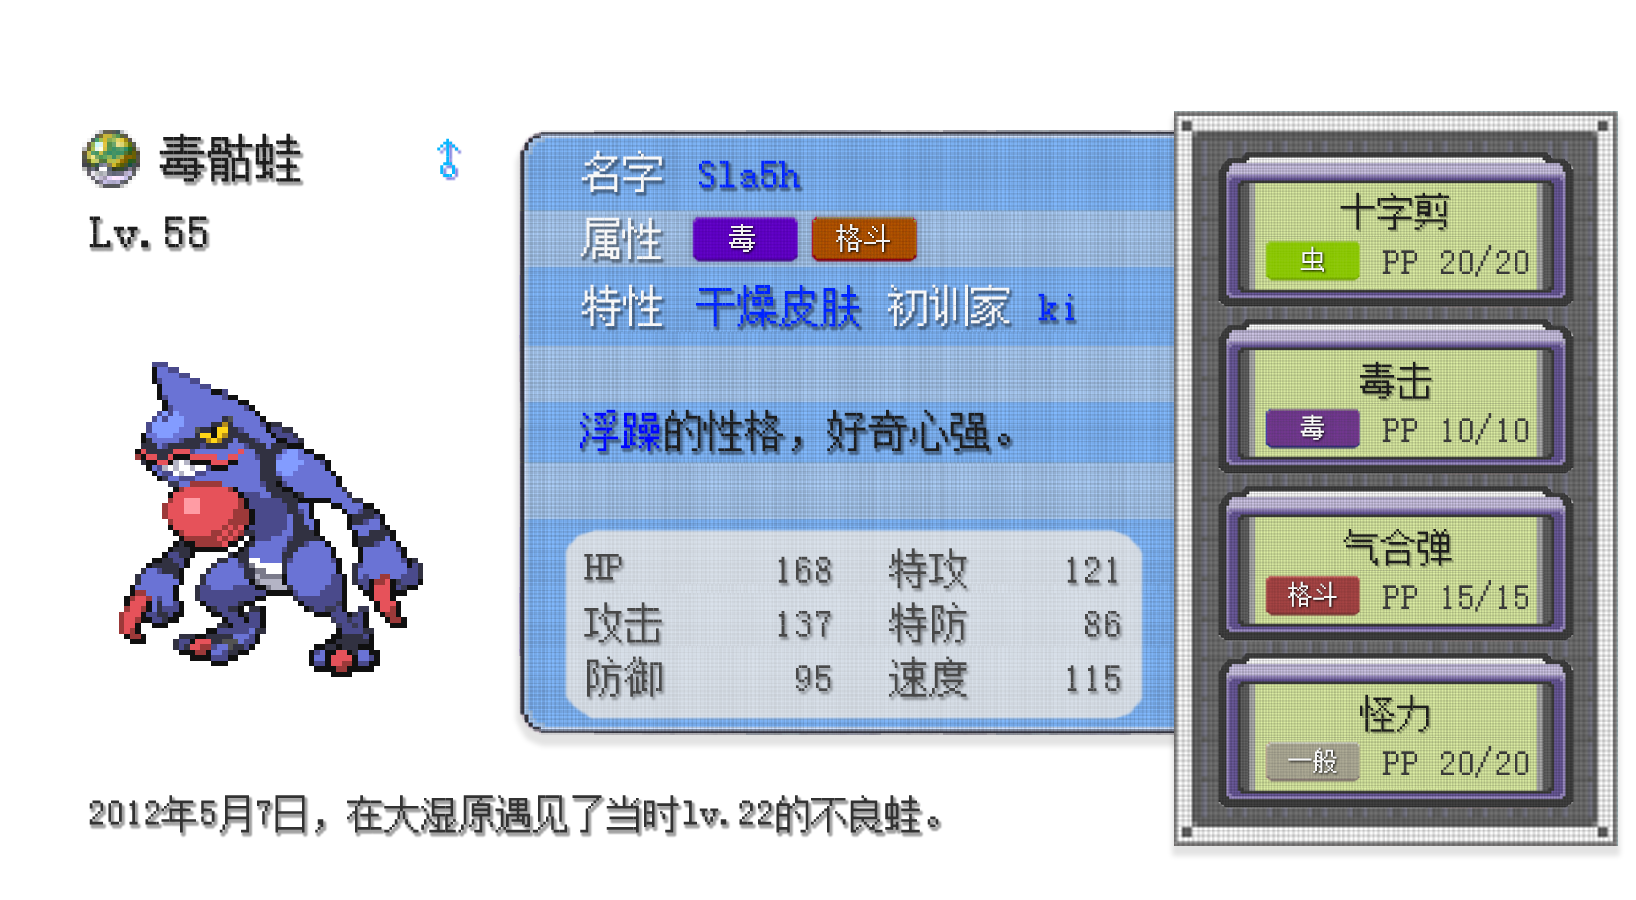 毒骷蛙
Lv.55
名字 Sla5h
属性 毒 格斗
特性 干燥皮肤 初训家 ki
浮躁的性格，好奇心强。
HP 168 特攻 121
攻击 137 特防 86
防御 95 速度 115
十字剪
虫 PP 20/20
毒击
毒 PP 10/10
气合弹
格斗 PP 15/15
怪力
一般 PP 20/20
2012年5月7日，在大湿原遇见了当时lv.22的不良蛙。